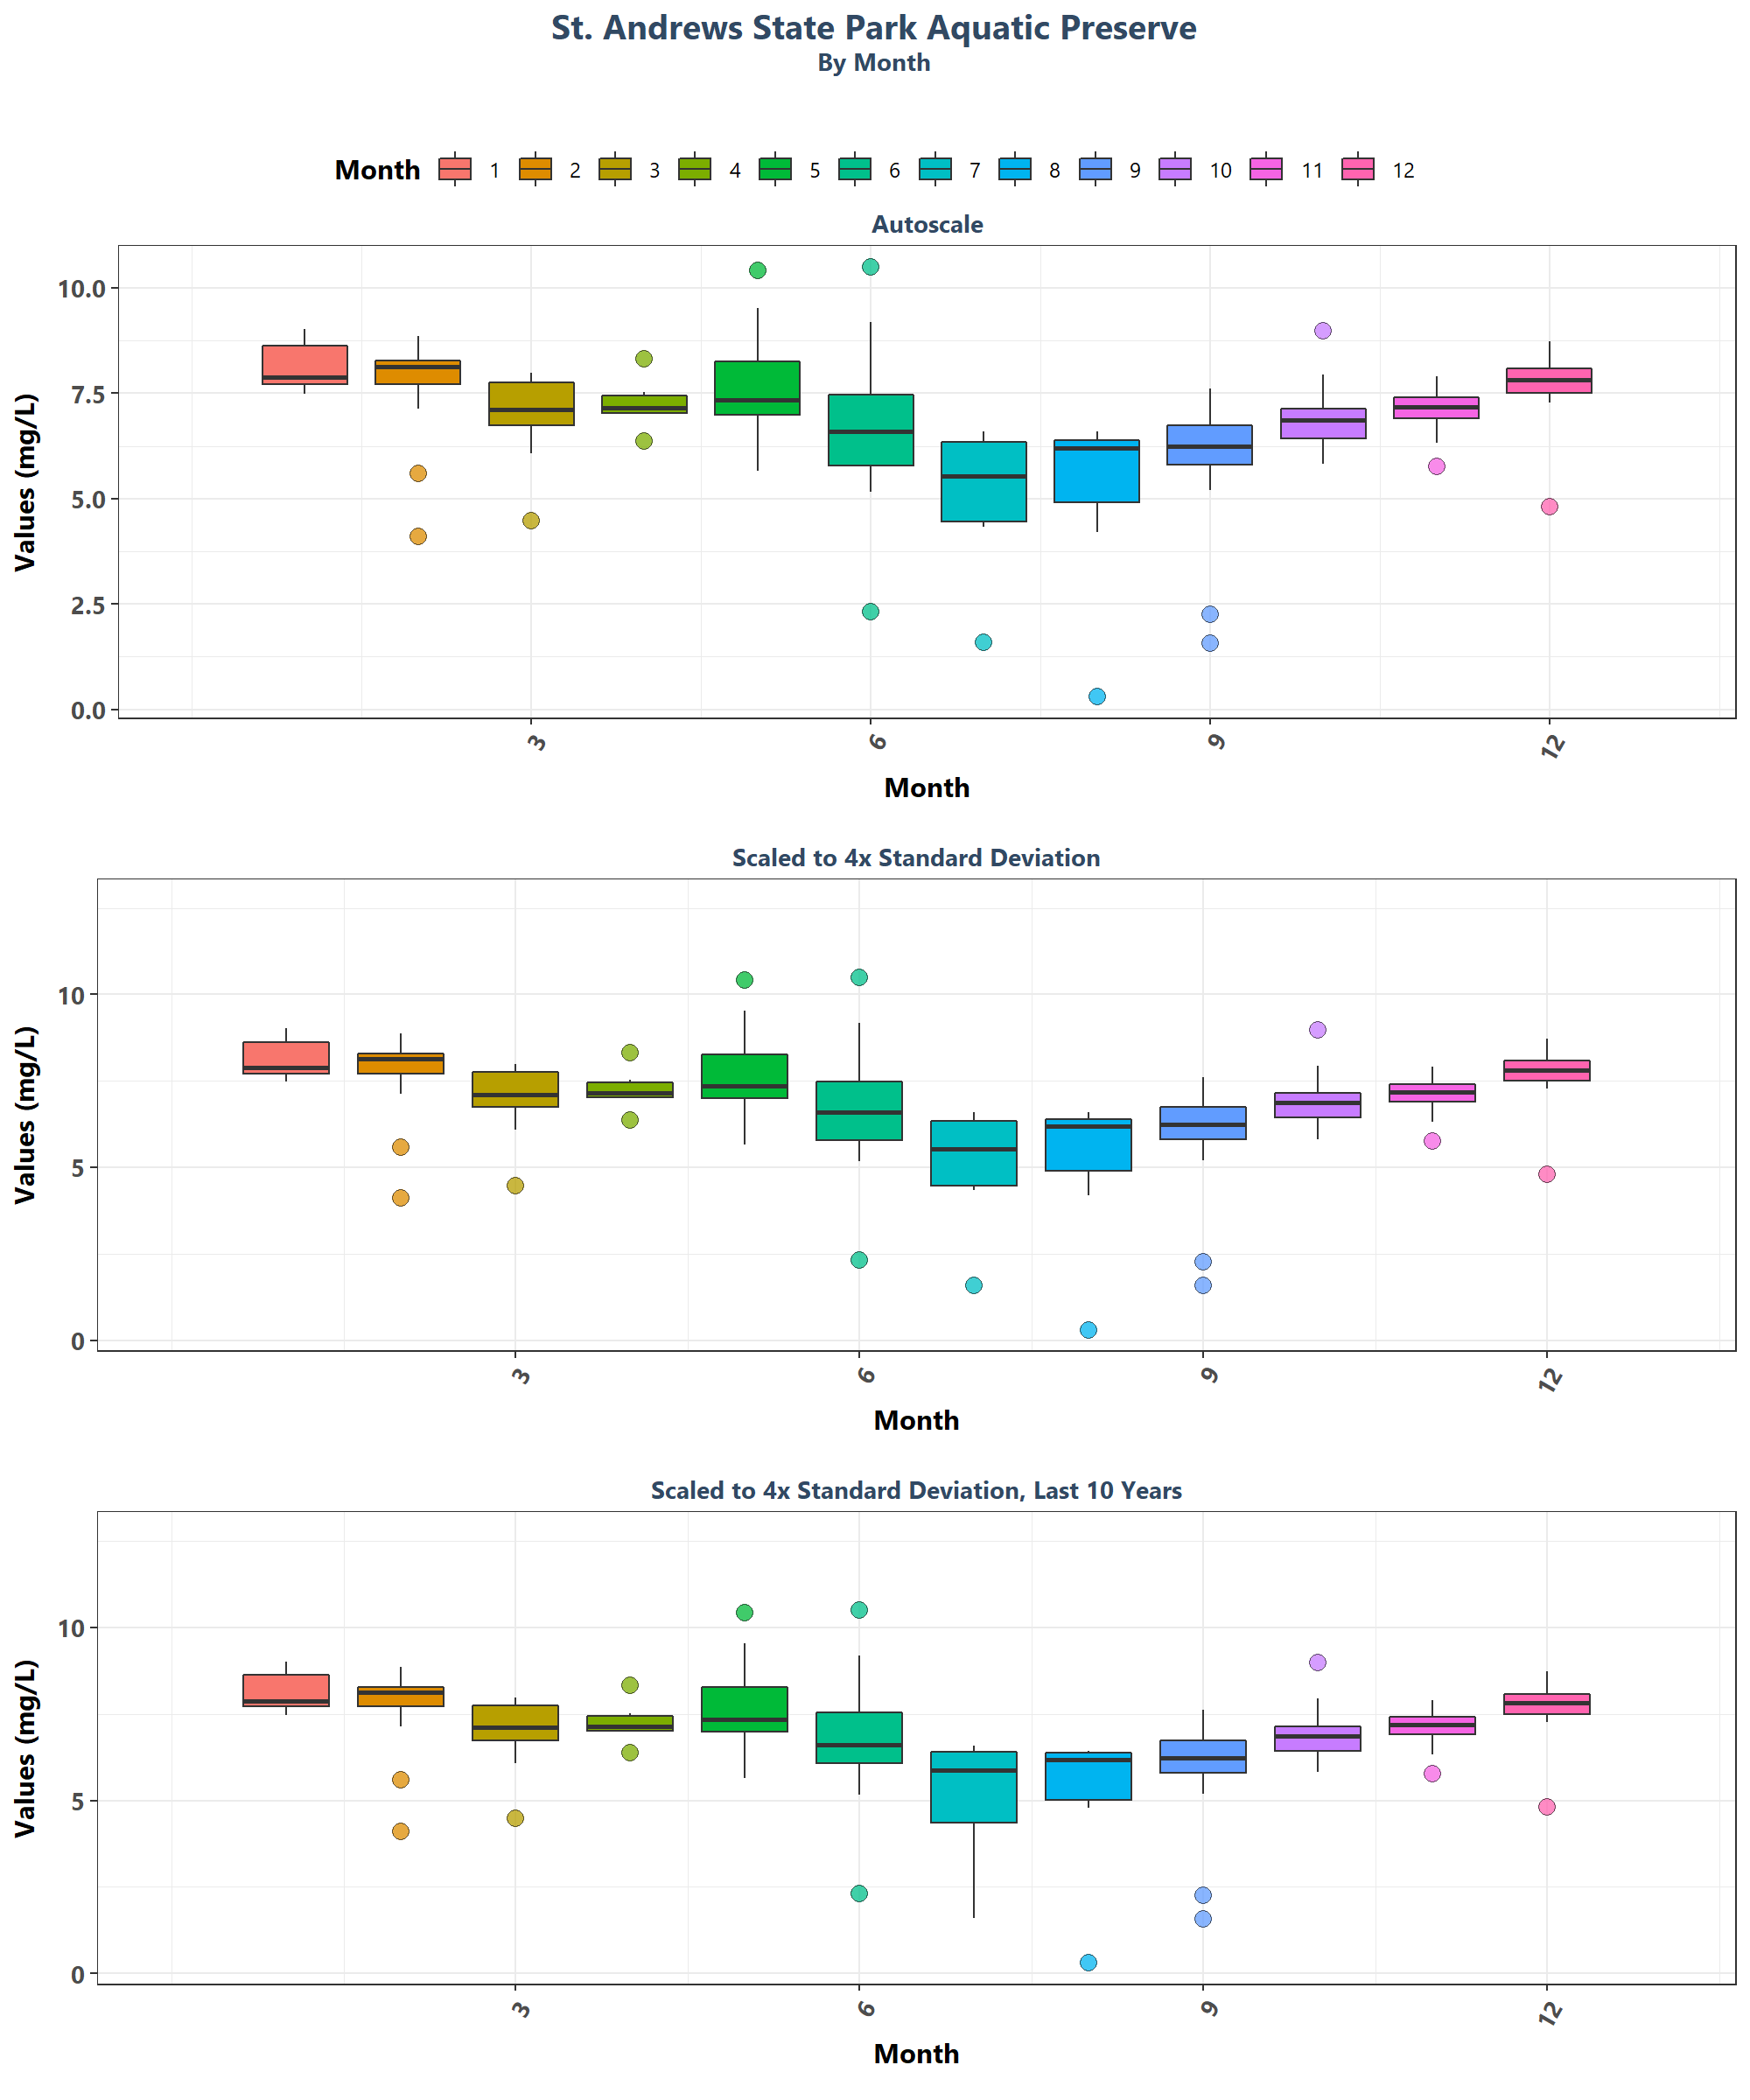 St. Andrews State Park Aquatic Preserve
By Month
Month 1 2 3 4 5 6 7 8 9 10 11 12
Autoscale
Values (mg/L)
10.0
7.5
5.0
2.5
0.0
3 6 9 12
Month
Scaled to 4x Standard Deviation
Values (mg/L)
10
5
0
3 6 9 12
Month
Scaled to 4x Standard Deviation, Last 10 Years
Values (mg/L)
10
5
0
3 6 9 12
Month